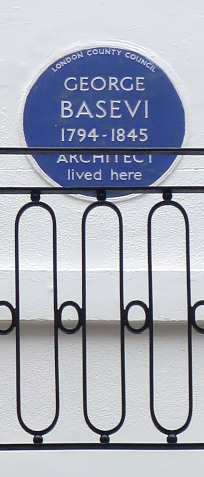 LONDON COUNTY COUNCIL
GEORGE
BASEVI
1794-1845
ARCHITECT
lived here